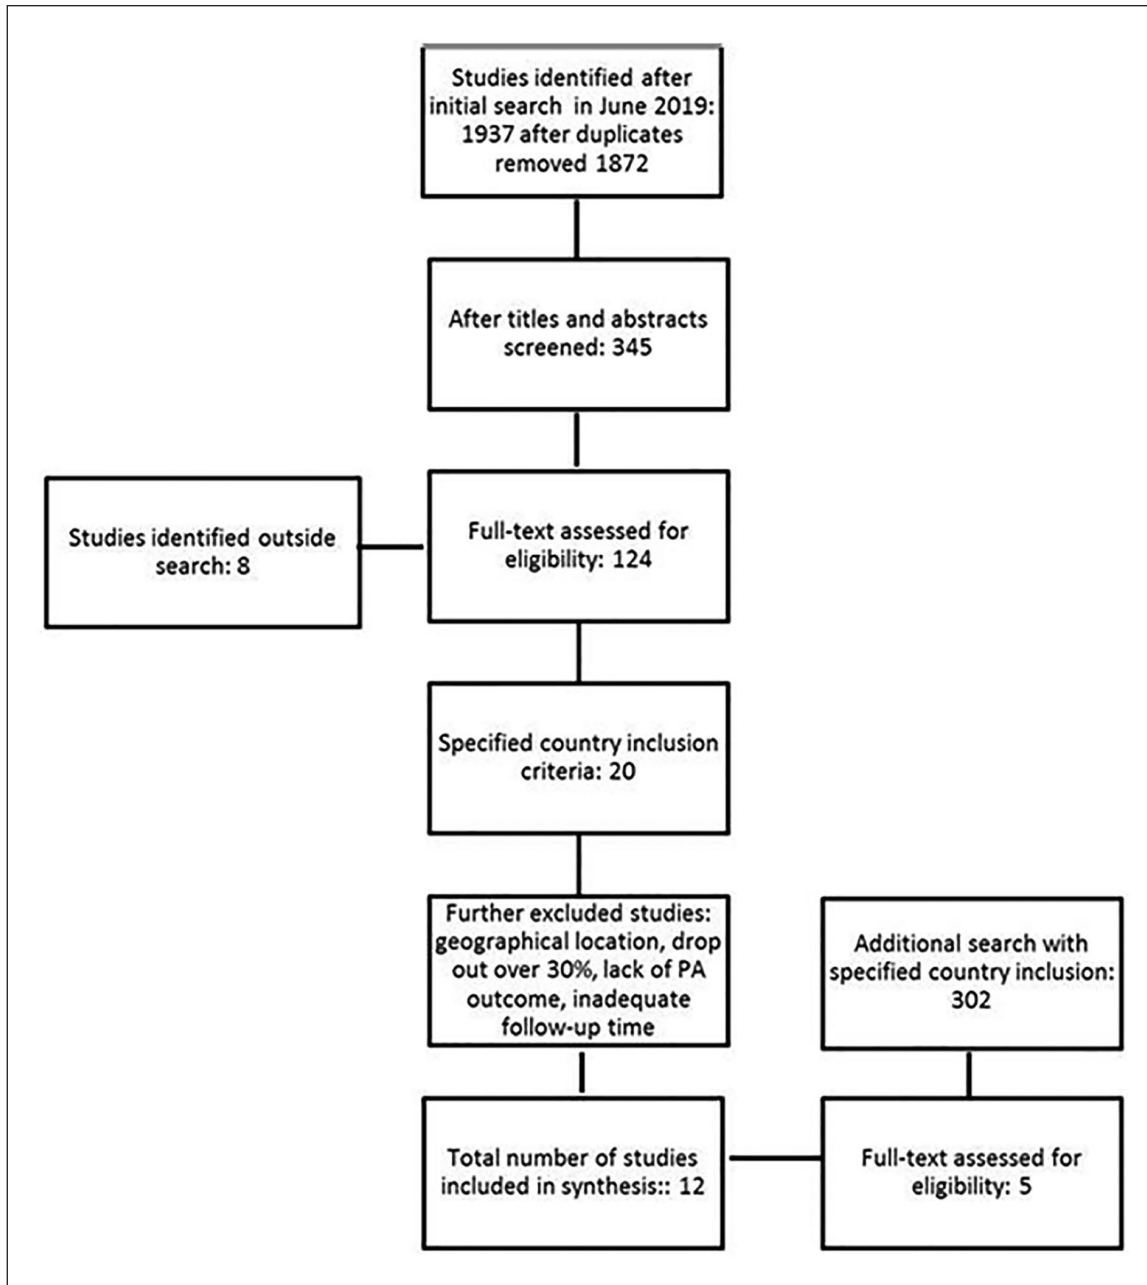 Studies identified after
initial search in June 2019:
1937 after duplicates
removed 1872
After titles and abstracts
screened: 345
Studies identified outside
search: 8
Full-text assessed for
eligibility: 124
Specified country inclusion
criteria: 20
Further excluded studies:
geographical location, drop
out over 30%, lack of PA
outcome, inadequate
follow-up time
Additional search with
specified country inclusion:
302
Total number of studies
included in synthesis:: 12
Full-text assessed for
eligibility: 5